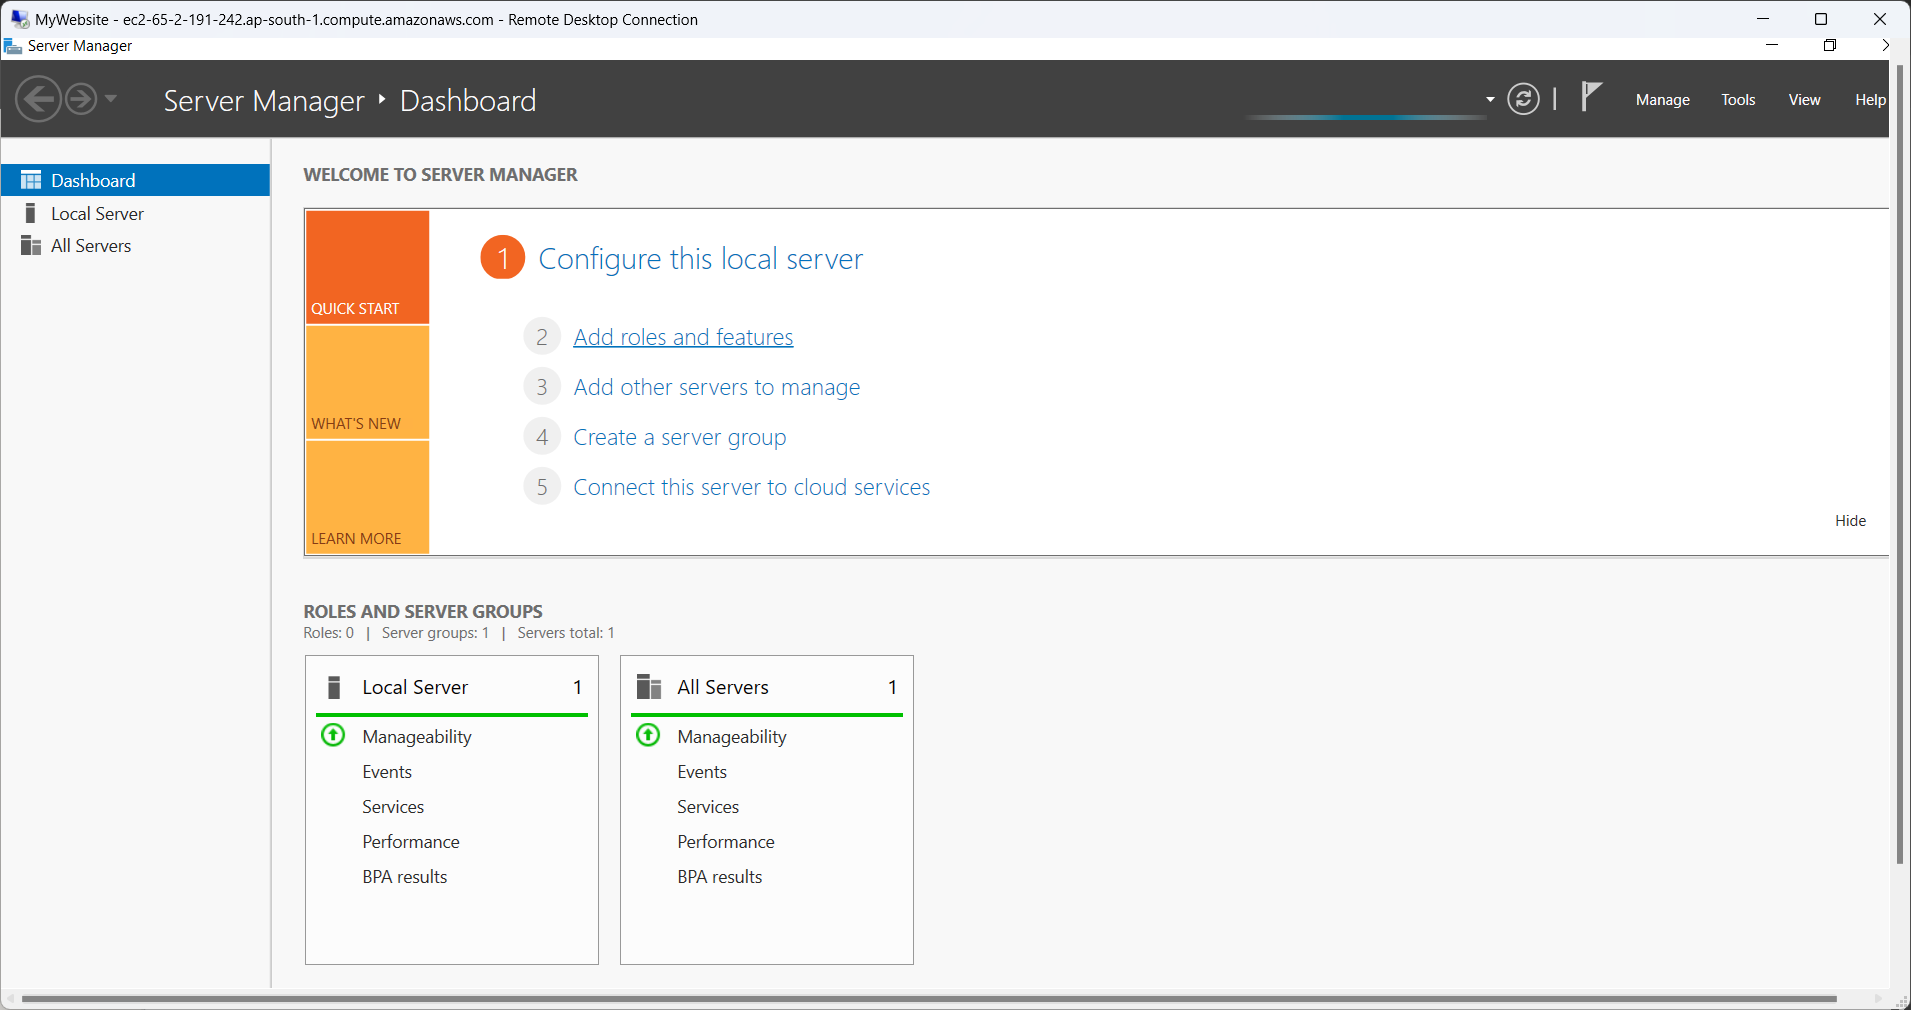 MyWebsite - ec2-65-2-191-242.ap-south-1.compute.amazonaws.com - Remote Desktop Connection
Server Manager
Server Manager ‣ Dashboard
Manage Tools View Help
Dashboard
Local Server
All Servers
WELCOME TO SERVER MANAGER
QUICK START
WHAT'S NEW
LEARN MORE
1 Configure this local server
2 Add roles and features
3 Add other servers to manage
4 Create a server group
5 Connect this server to cloud services
Hide
ROLES AND SERVER GROUPS
Roles: 0 | Server groups: 1 | Servers total: 1
Local Server 1
Manageability
Events
Services
Performance
BPA results
All Servers 1
Manageability
Events
Services
Performance
BPA results